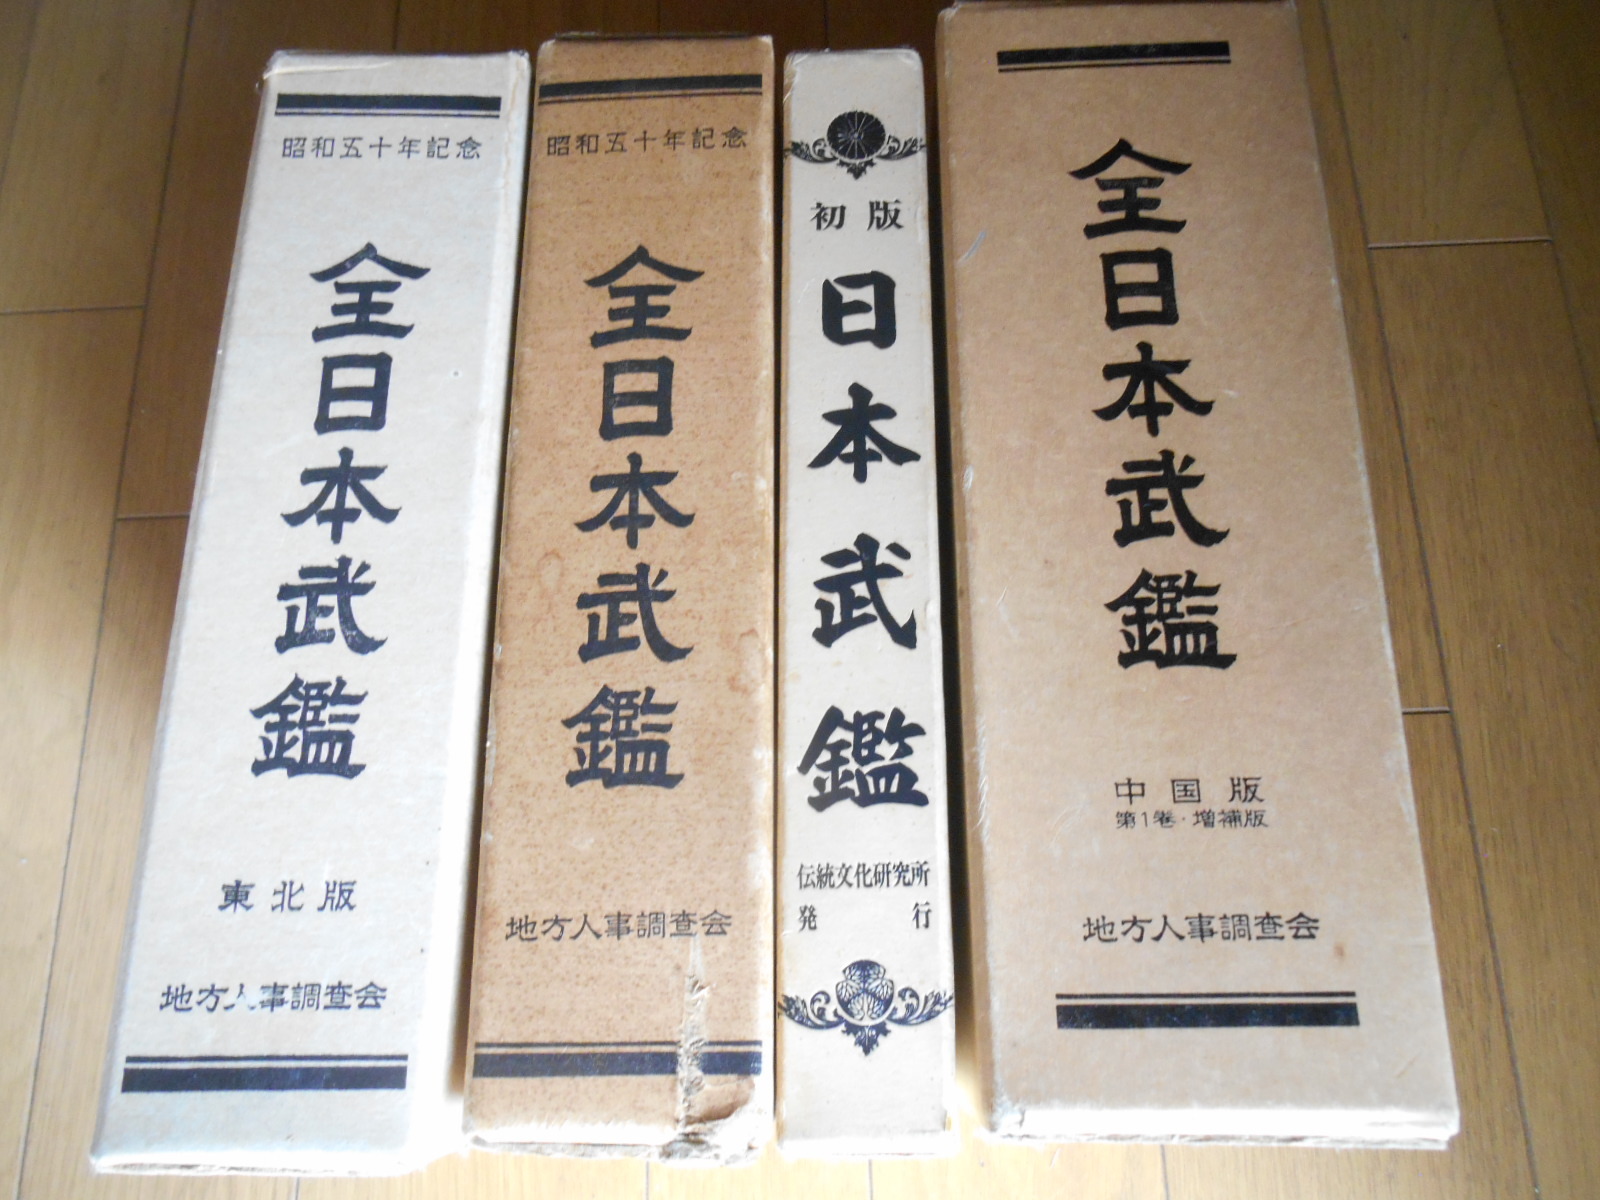 昭和五十年記念
全日本武鑑
東北版
地方人事調査会
昭和五十年記念
全日本武鑑
地方人事調査会
初版
日本武鑑
伝統文化研究所
発行
全日本武鑑
中国版
第1巻・増補版
地方人事調査会